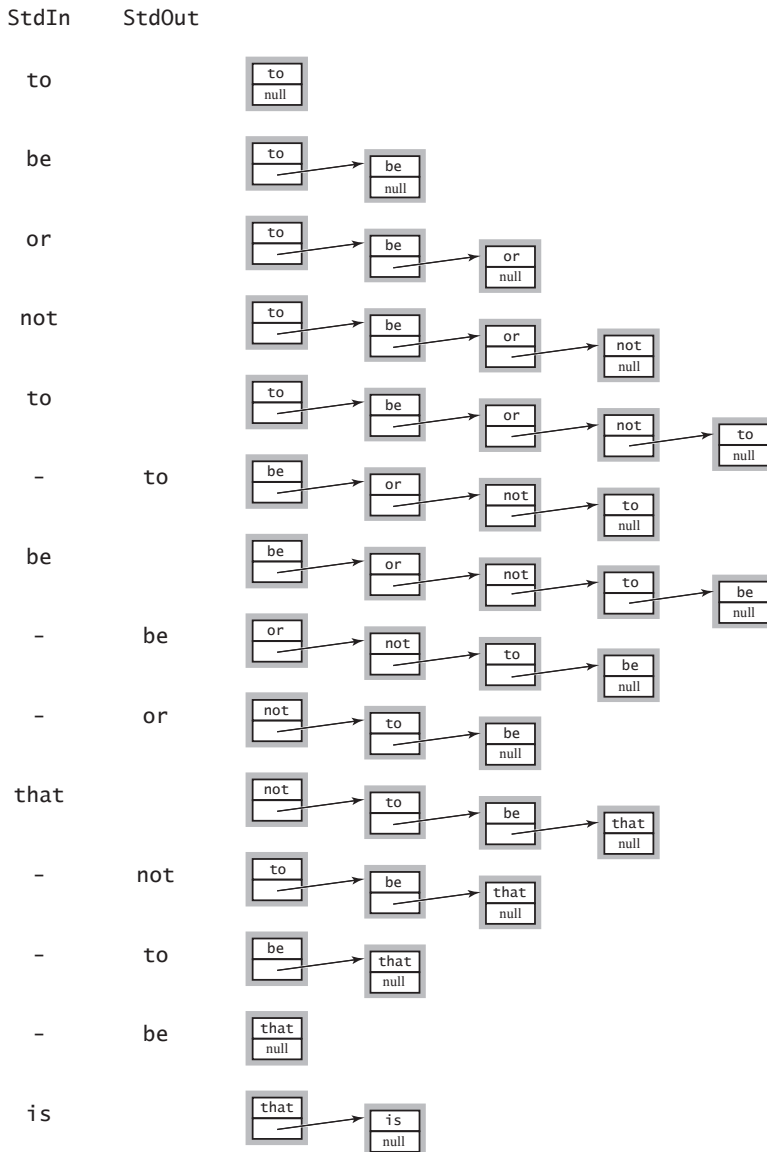 StdIn StdOut
to
to
null
be
to
be
null
or
to
be
or
null
not
to
be
or
not
null
to
to
be
or
not
to
null
- to
be
or
not
to
null
be
be
or
not
to
be
null
- be
or
not
to
be
null
- or
not
to
be
null
that
not
to
be
that
null
- not
to
be
that
null
- to
be
that
null
- be
that
null
is
that
is
null